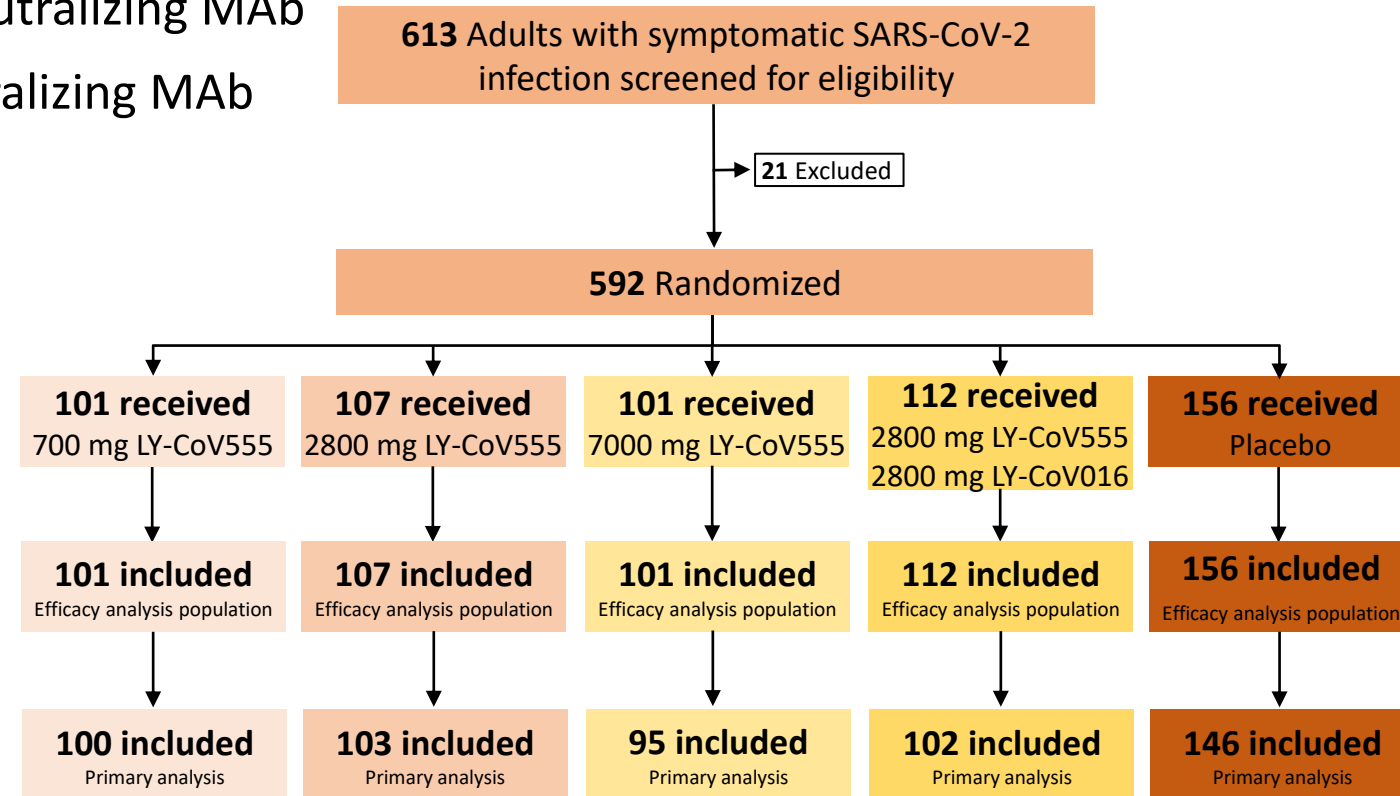 MAb
MAb
613 Adults with symptomatic SARS-CoV-2
infection screened for eligibility
21 Excluded
592 Randomized
101 received
700 mg LY-CoV555
107 received
2800 mg LY-CoV555
101 received
7000 mg LY-CoV555
112 received
2800 mg LY-CoV555
2800 mg LY-CoV016
156 received
Placebo
101 included
Efficacy analysis population
107 included
Efficacy analysis population
101 included
Efficacy analysis population
112 included
Efficacy analysis population
156 included
Efficacy analysis population
100 included
Primary analysis
103 included
Primary analysis
95 included
Primary analysis
102 included
Primary analysis
146 included
Primary analysis